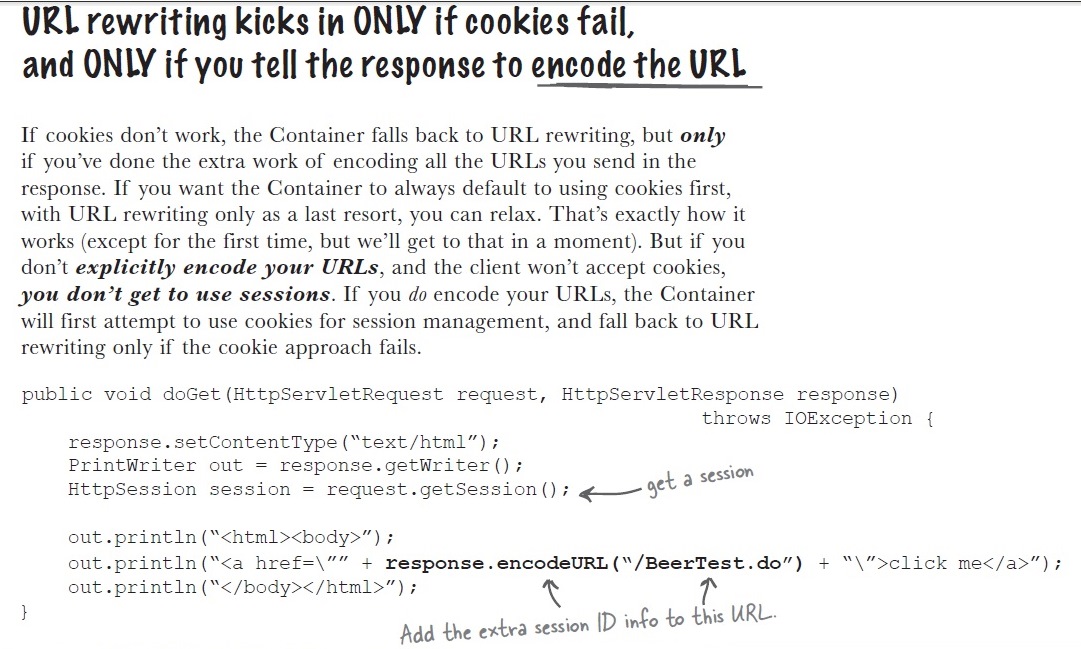 URL rewriting kicks in ONLY if cookies fail,
and ONLY if you tell the response to encode the URL
If cookies don’t work, the Container falls back to URL rewriting, but only
if you’ve done the extra work of encoding all the URLs you send in the
response. If you want the Container to always default to using cookies first,
with URL rewriting only as a last resort, you can relax. That’s exactly how it
works (except for the first time, but we’ll get to that in a moment). But if you
don’t explicitly encode your URLs, and the client won’t accept cookies,
you don’t get to use sessions. If you do encode your URLs, the Container
will first attempt to use cookies for session management, and fall back to URL
rewriting only if the cookie approach fails.
public void doGet(HttpServletRequest request, HttpServletResponse response)
throws IOException {
response.setContentType(“text/html”);
PrintWriter out = response.getWriter();
HttpSession session = request.getSession();
get a session
out.println(“<html><body>”);
out.println(“<a href=\”” + response.encodeURL(“/BeerTest.do”) + “\”>click me</a>”);
out.println(“</body></html>”);
}
Add the extra session ID info to this URL.